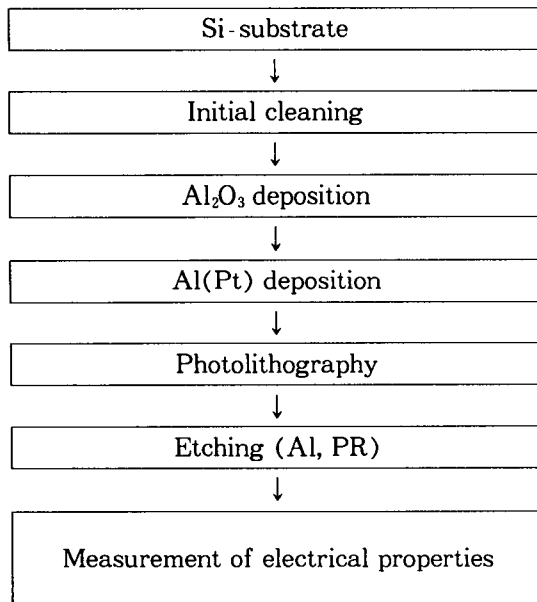 Si-substrate
↓
Initial cleaning
↓
Al₂O₃ deposition
↓
Al(Pt) deposition
↓
Photolithography
↓
Etching (Al, PR)
↓
Measurement of electrical properties